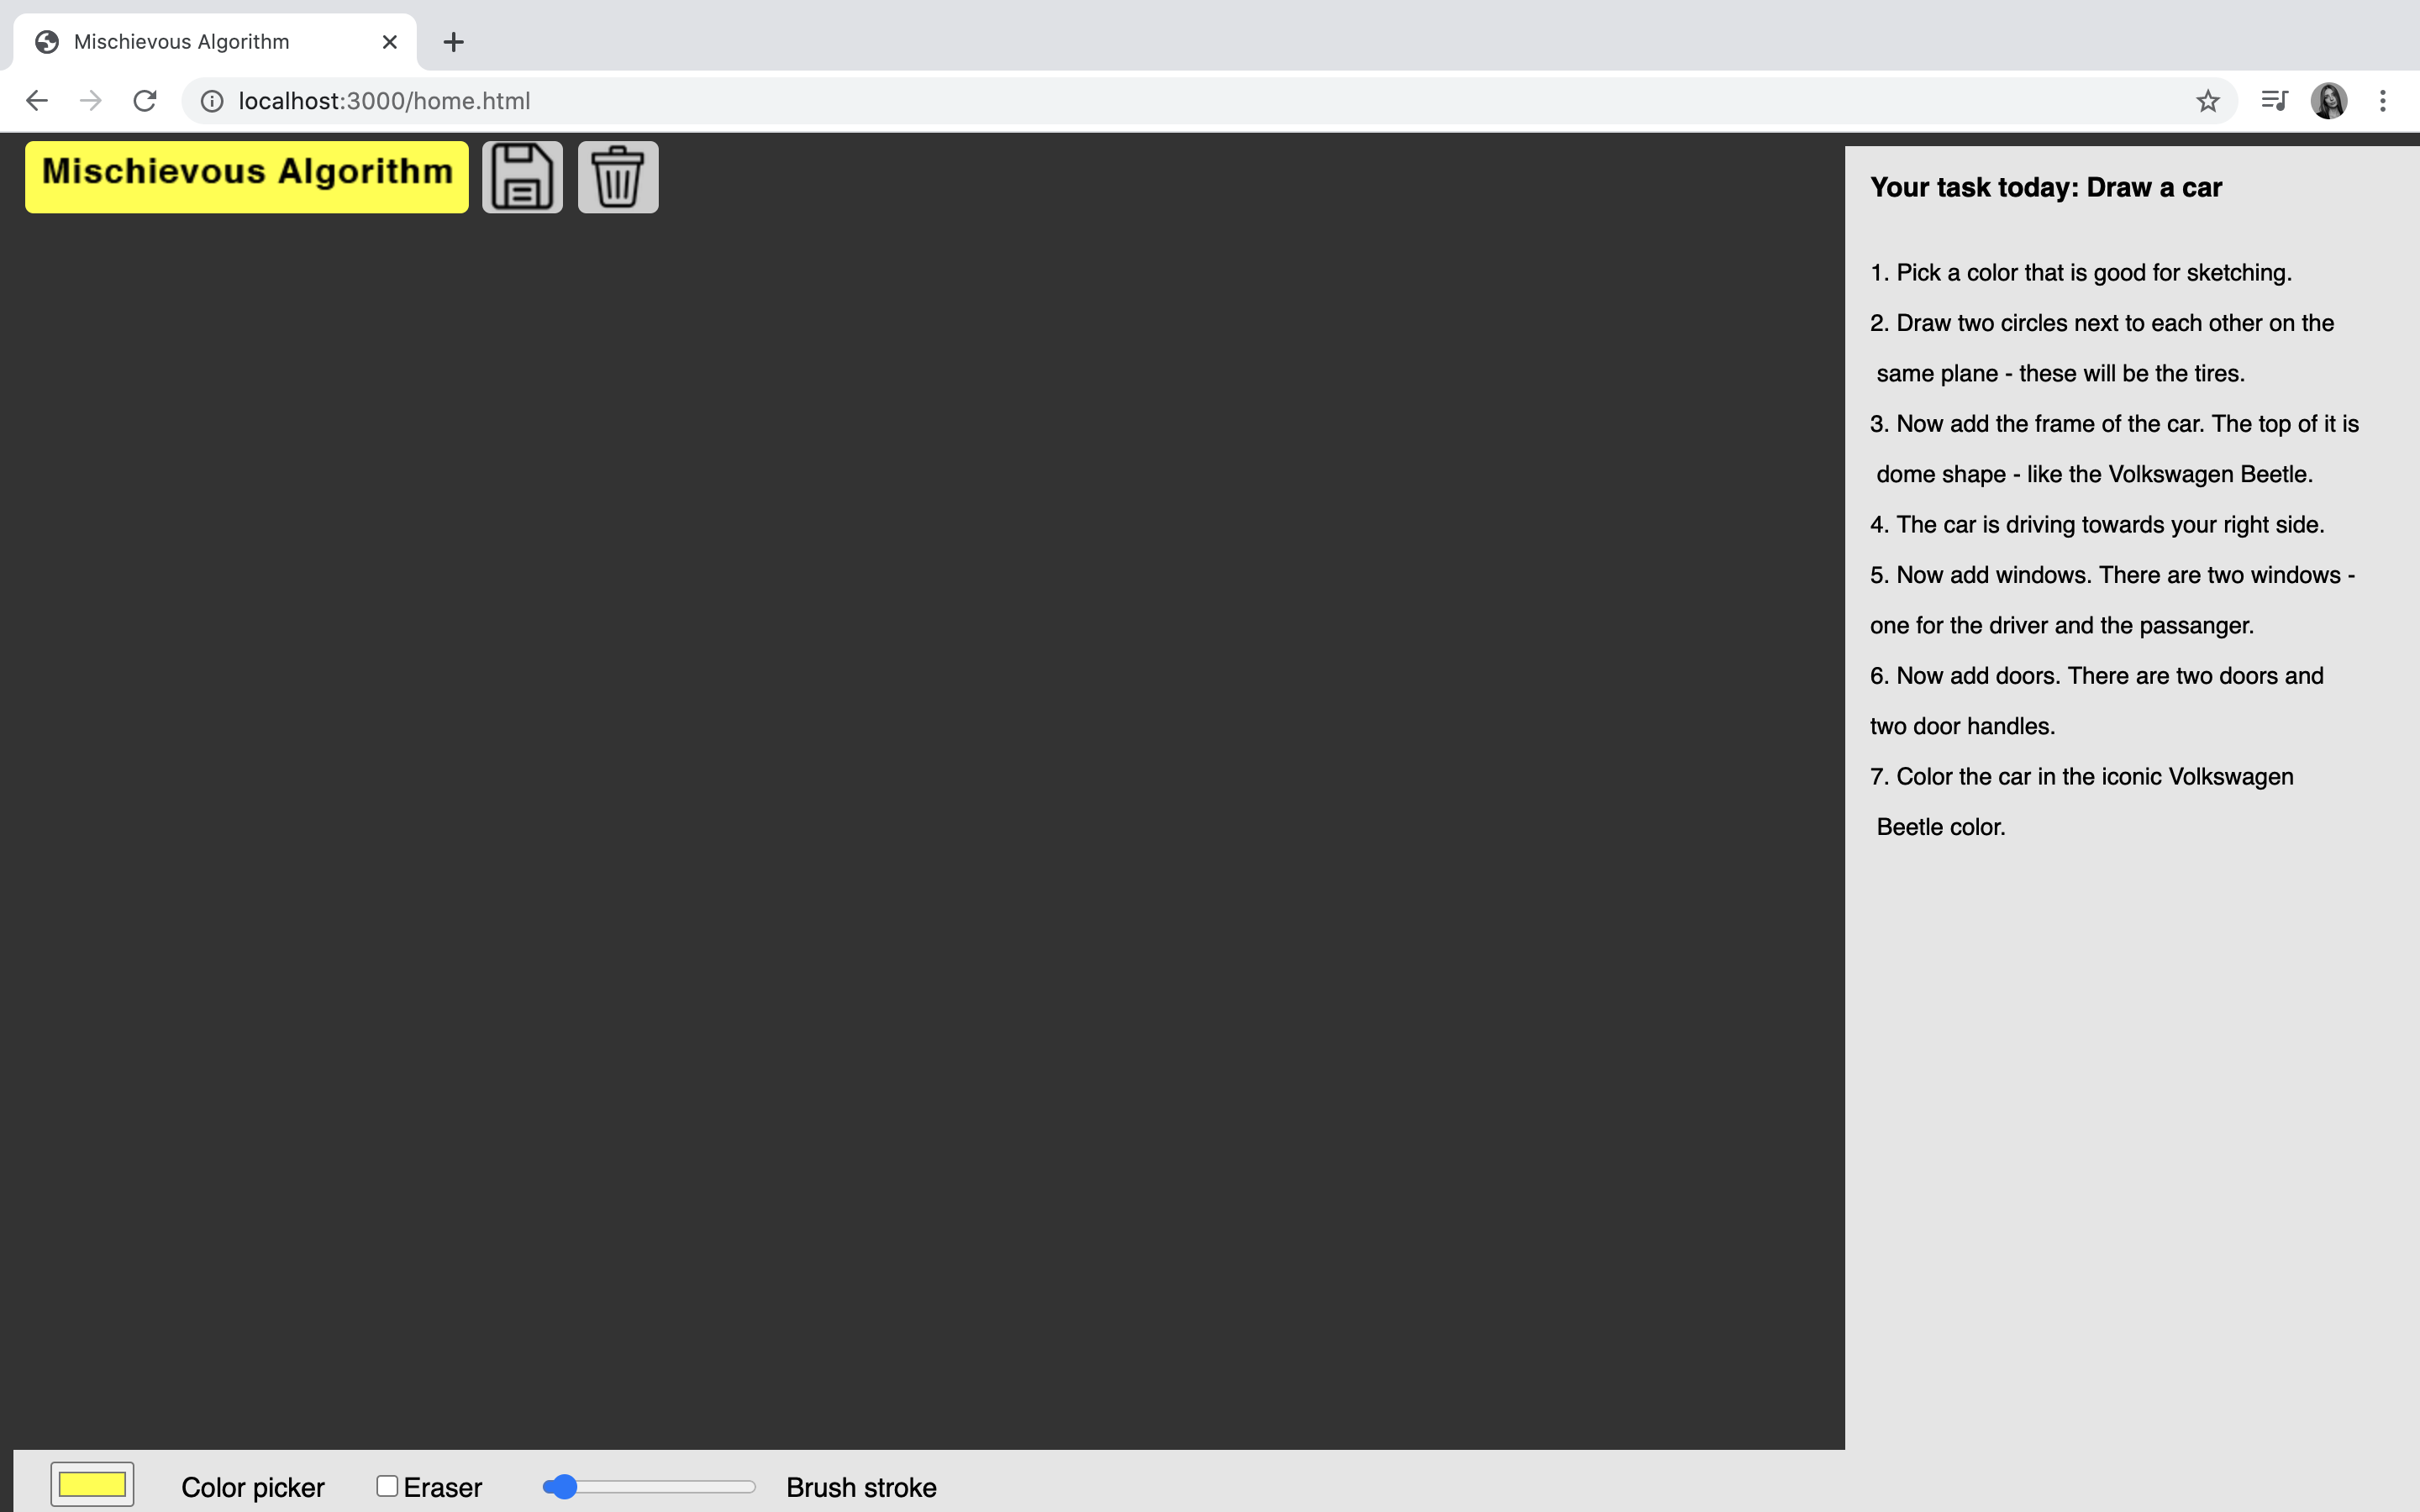 Mischievous Algorithm
localhost:3000/home.html
Mischievous Algorithm
Your task today: Draw a car
1. Pick a color that is good for sketching.
2. Draw two circles next to each other on the
same plane - these will be the tires.
3. Now add the frame of the car. The top of it is
dome shape - like the Volkswagen Beetle.
4. The car is driving towards your right side.
5. Now add windows. There are two windows -
one for the driver and the passanger.
6. Now add doors. There are two doors and
two door handles.
7. Color the car in the iconic Volkswagen
Beetle color.
Color picker
Eraser
Brush stroke